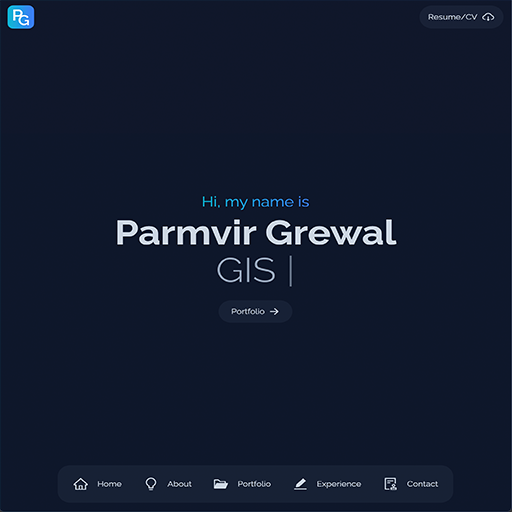 PG
Resume/CV
Hi, my name is
Parmvir Grewal
GIS |
Portfolio
Home
About
Portfolio
Experience
Contact